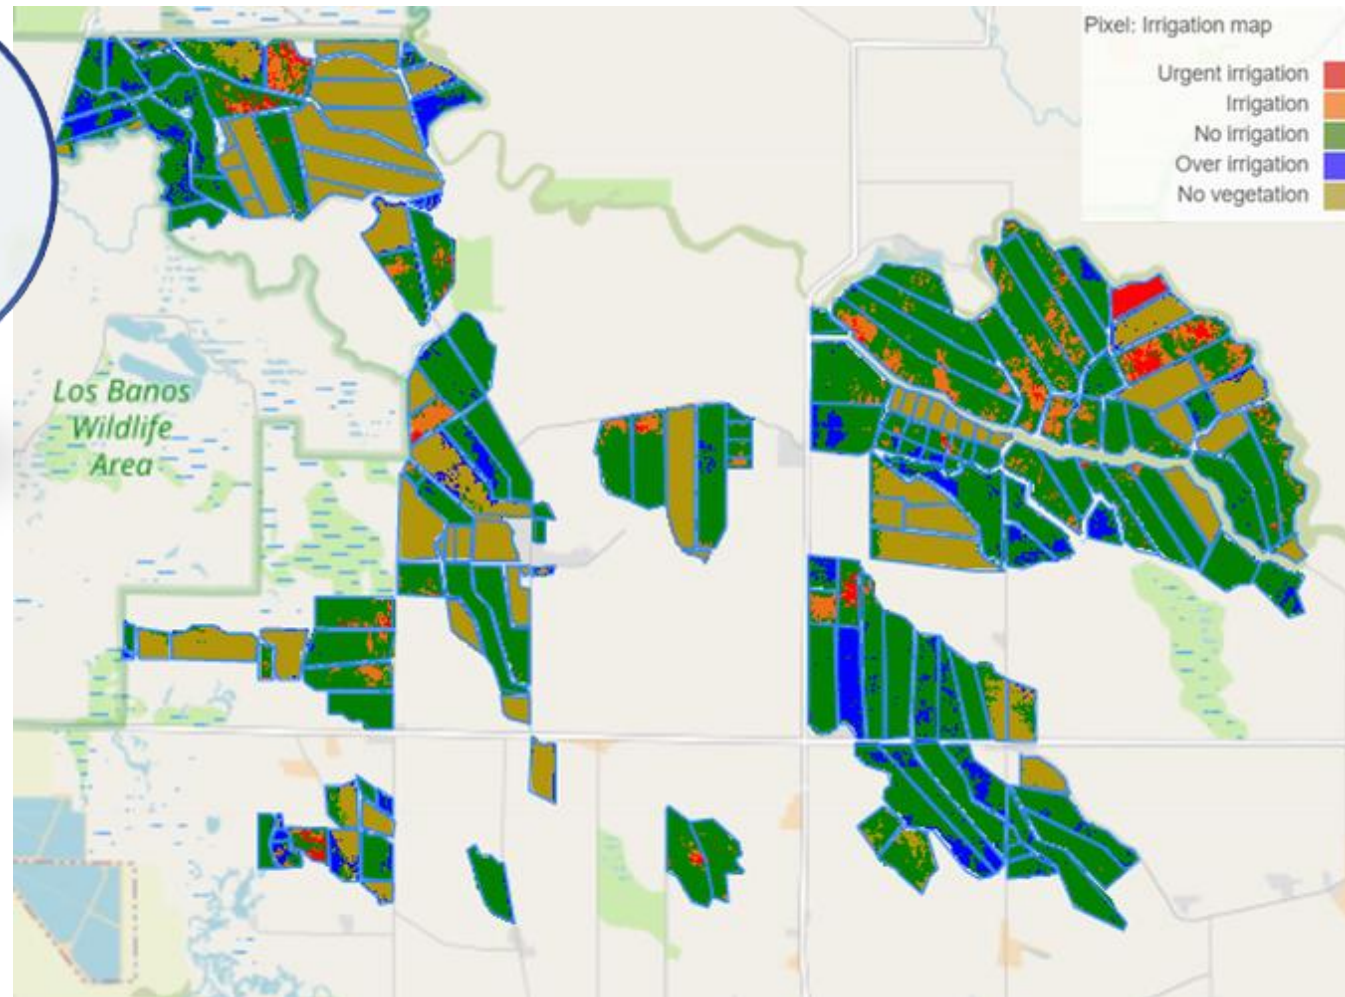 Pixel: Irrigation map
Urgent irrigation
Irrigation
No irrigation
Over irrigation
No vegetation
Los Banos
Wildlife
Area